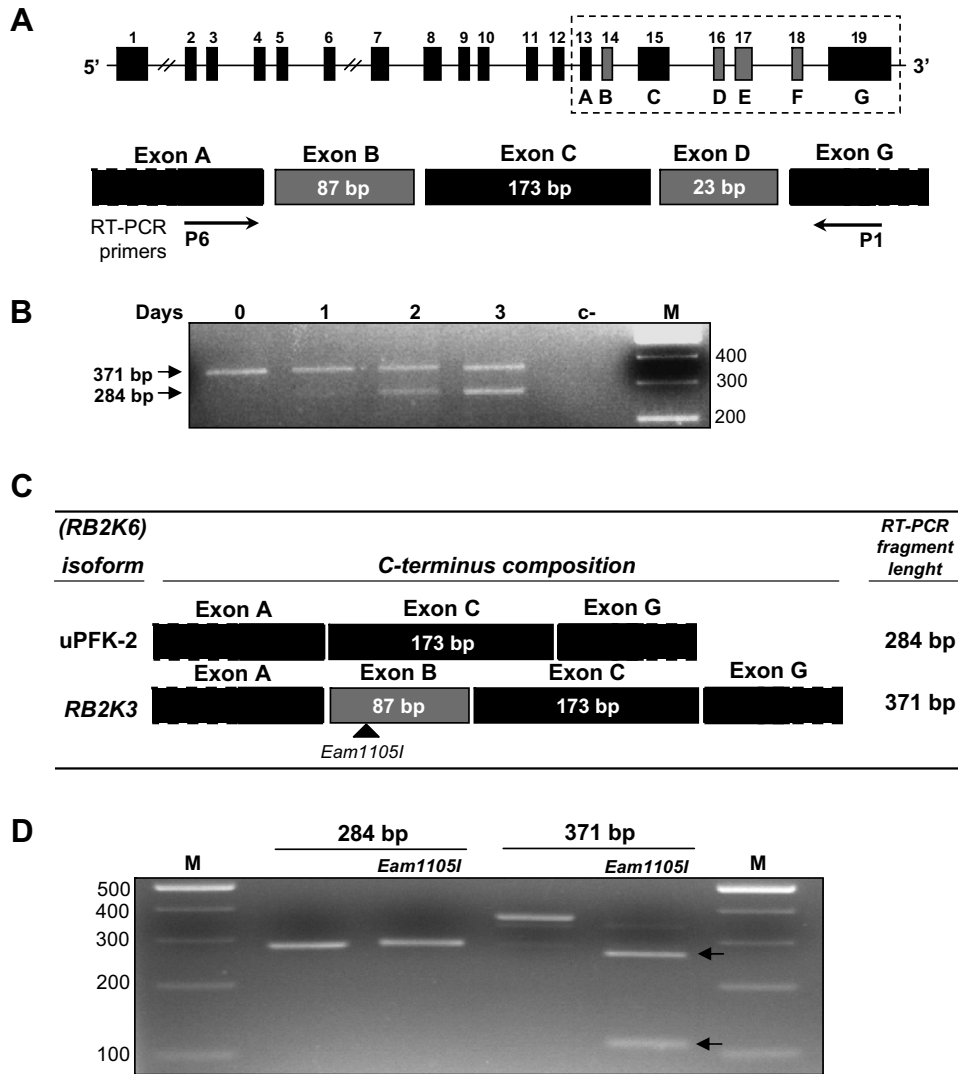 A
1 2 3 4 5 6 7 8 9 10 11 12 13 14 15 16 17 18 19
5’ 3’
A B C D E F G
Exon A Exon B Exon C Exon D Exon G
87 bp 173 bp 23 bp
RT-PCR
primers
P6 P1
B
Days 0 1 2 3 c- M
371 bp 400
284 bp 300
200
C
(RB2K6)
isoform
C-terminus composition
RT-PCR
fragment
lenght
Exon A Exon C Exon G
uPFK-2 173 bp 284 bp
Exon A Exon B Exon C Exon G
RB2K3 87 bp 173 bp 371 bp
Eam1105I
D
284 bp 371 bp
M Eam1105I Eam1105I M
500
400
300
200
100